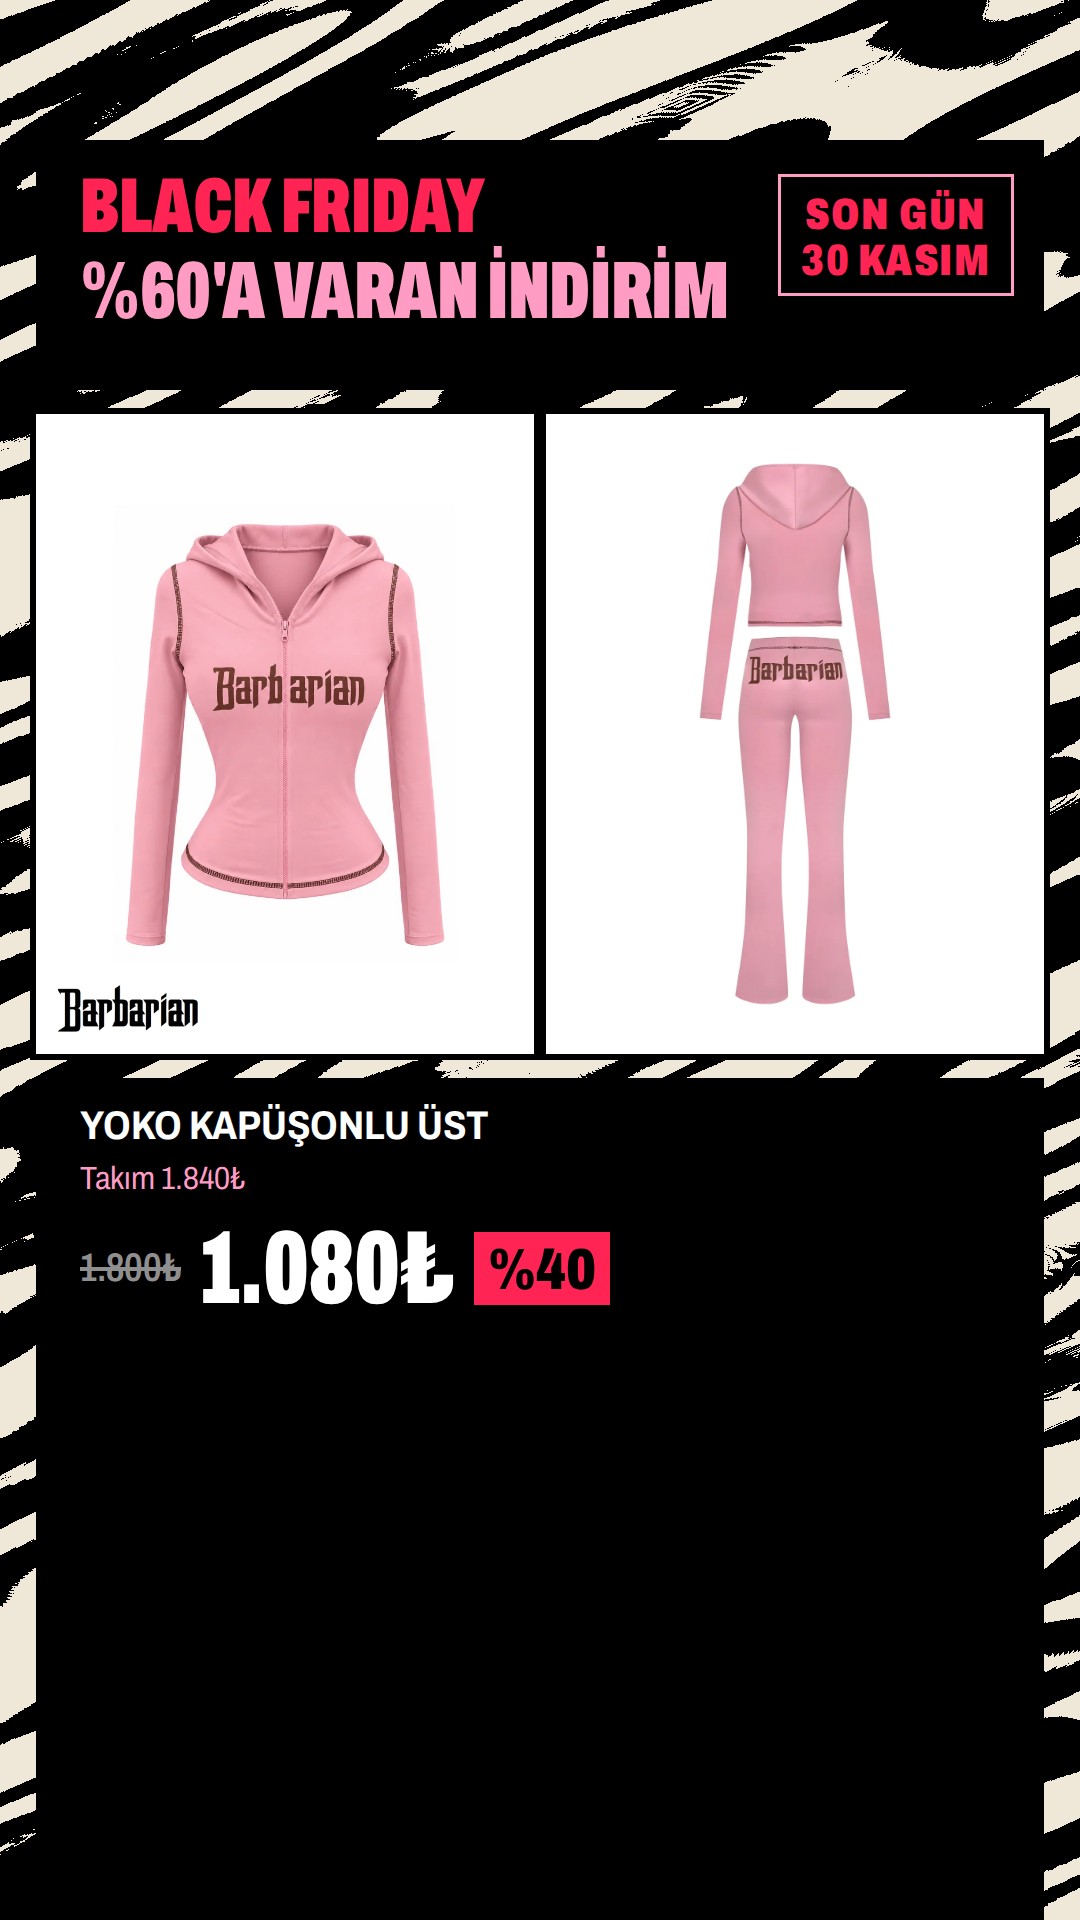 BLACK FRIDAY
%60'A VARAN İNDİRİM
SON GÜN
30 KASIM
Barbarian
Barbarian
Barbarian
YOKO KAPÜŞONLU ÜST
Takım 1.840₺
1.800₺ 1.080₺ %40